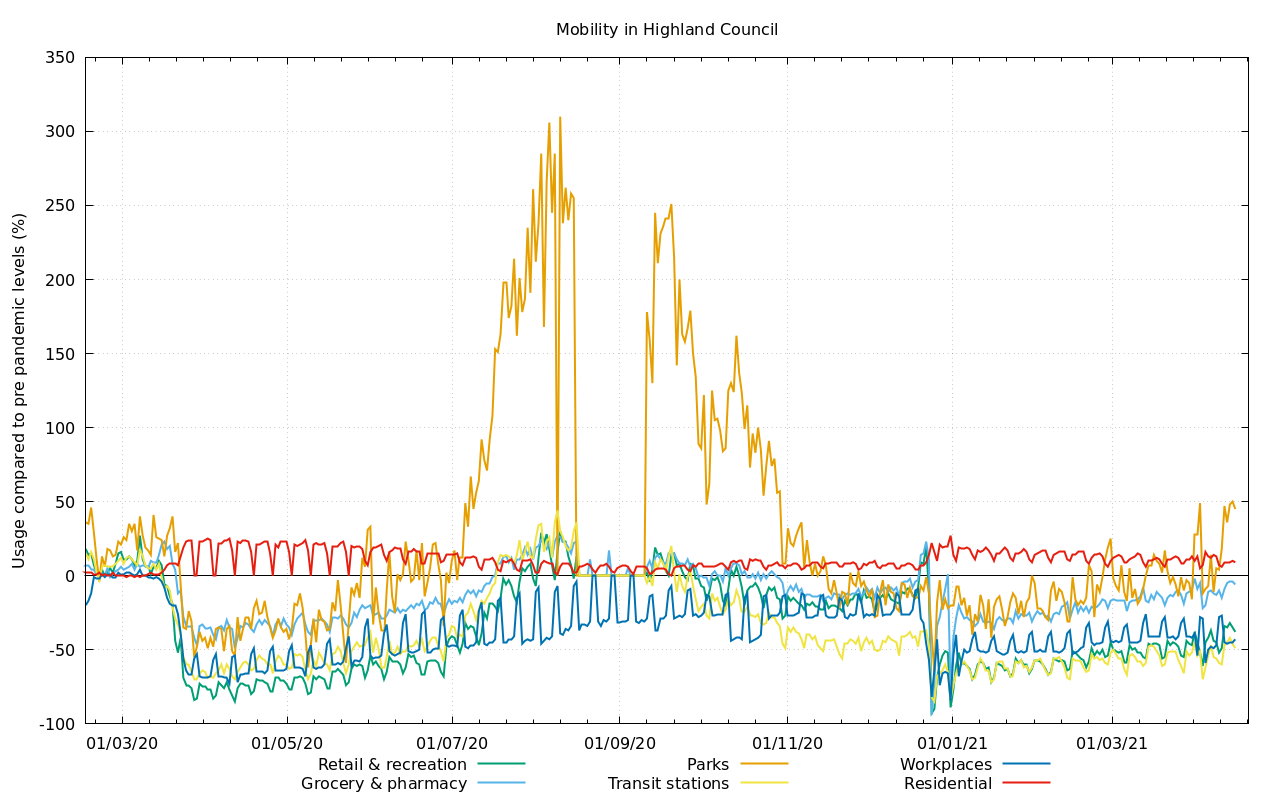 Mobility in Highland Council
Usage compared to pre pandemic levels (%)
350
300
250
200
150
100
50
0
-50
-100
01/03/20 01/05/20 01/07/20 01/09/20 01/11/20 01/01/21 01/03/21
Retail & recreation Parks Workplaces
Grocery & pharmacy Transit stations Residential